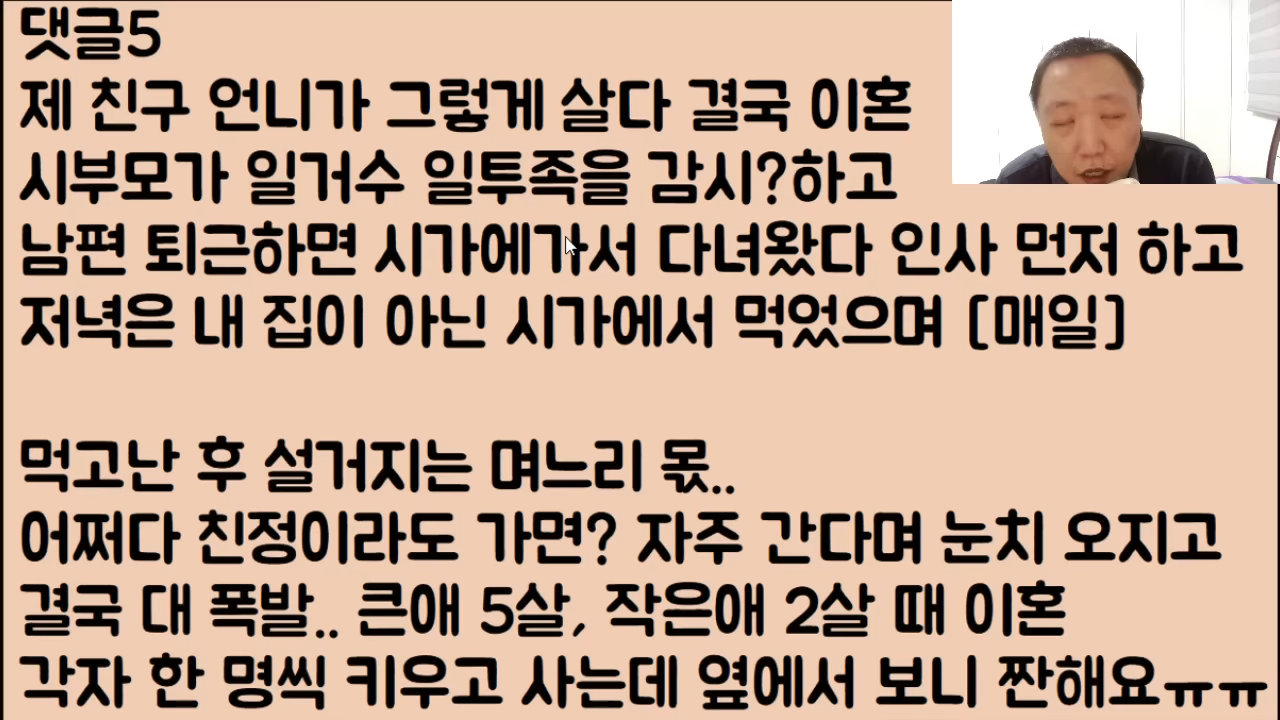 댓글5
제 친구 언니가 그렇게 살다 결국 이혼
시부모가 일거수 일투족을 감시?하고
남편 퇴근하면 시가에가서 다녀왔다 인사 먼저 하고
저녁은 내 집이 아닌 시가에서 먹었으며 [매일]
먹고난 후 설거지는 며느리 몫..
어쩌다 친정이라도 가면? 자주 간다며 눈치 오지고
결국 대 폭발.. 큰애 5살, 작은애 2살 때 이혼
각자 한 명씩 키우고 사는데 옆에서 보니 짠해요ㅠㅠ